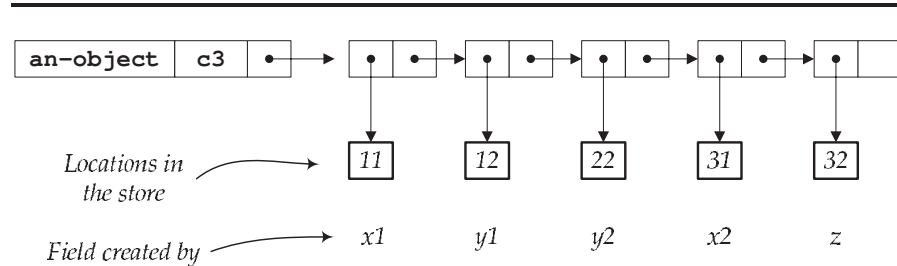 an-object c3
11 12 22 31 32
Locations in
the store
x1 y1 y2 x2 z
Field created by